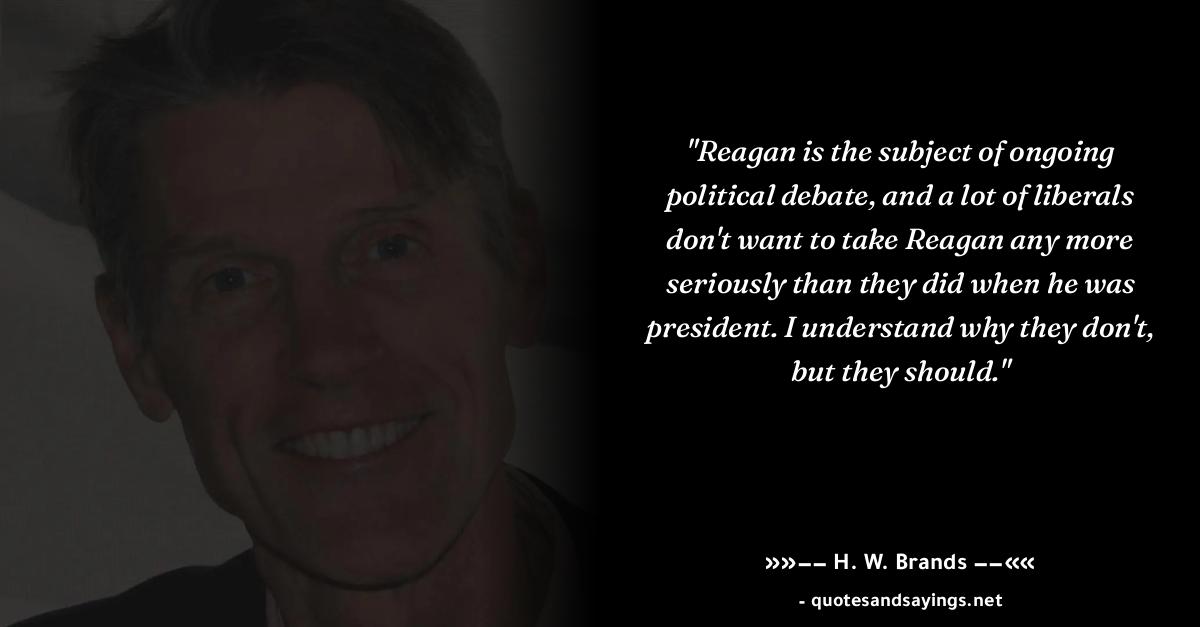 "Reagan is the subject of ongoing
political debate, and a lot of liberals
don't want to take Reagan any more
seriously than they did when he was
president. I understand why they don't,
but they should."
»»−− H. W. Brands −−««
- quotesandsayings.net